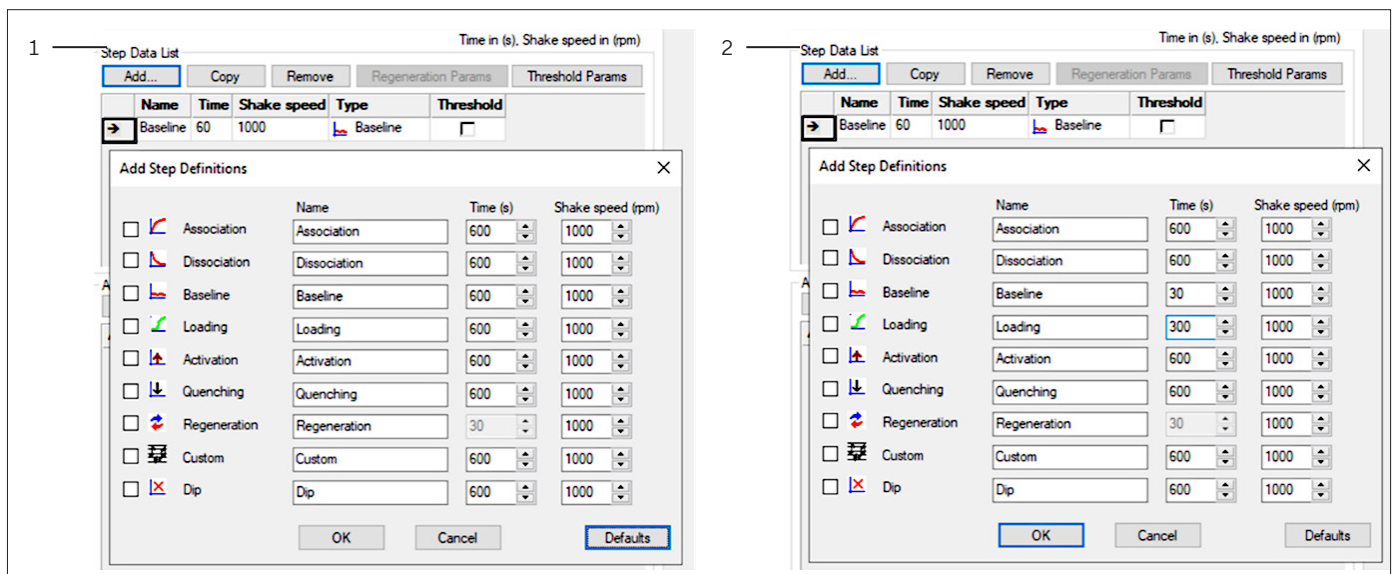 1
Time in (s), Shake speed in (rpm)
Step Data List
Add... Copy Remove Regeneration Params Threshold Params
Name Time Shake speed Type Threshold
Baseline 60 1000 Baseline
Add Step Definitions
Name Time (s) Shake speed (rpm)
Association Association 600 1000
Dissociation Dissociation 600 1000
Baseline Baseline 600 1000
Loading Loading 600 1000
Activation Activation 600 1000
Quenching Quenching 600 1000
Regeneration Regeneration 30 1000
Custom Custom 600 1000
Dip Dip 600 1000
OK Cancel Defaults
2
Time in (s), Shake speed in (rpm)
Step Data List
Add... Copy Remove Regeneration Params Threshold Params
Name Time Shake speed Type Threshold
Baseline 60 1000 Baseline
Add Step Definitions
Name Time (s) Shake speed (rpm)
Association Association 600 1000
Dissociation Dissociation 600 1000
Baseline Baseline 30 1000
Loading Loading 300 1000
Activation Activation 600 1000
Quenching Quenching 600 1000
Regeneration Regeneration 30 1000
Custom Custom 600 1000
Dip Dip 600 1000
OK Cancel Defaults